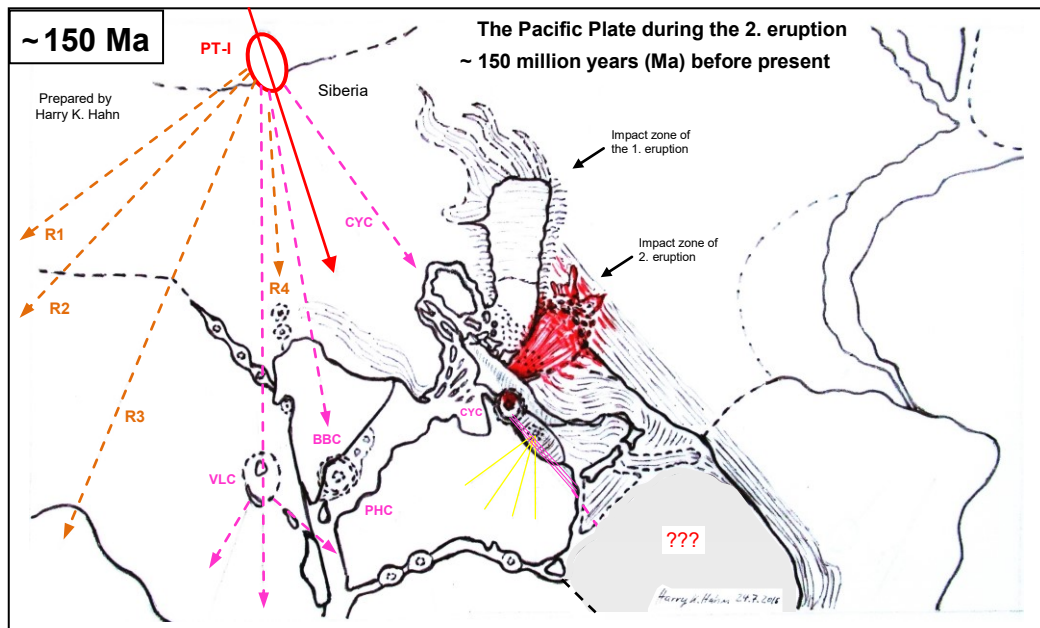 ~ 150 Ma
The Pacific Plate during the 2. eruption
~ 150 million years (Ma) before present
PT-I
Siberia
Prepared by
Harry K. Hahn
Impact zone of
the 1. eruption
CYC
R1
Impact zone of
2. eruption
R4
R2
R3
CYC
BBC
VLC
PHC
???
Harry K. Hahn 29.7.2016